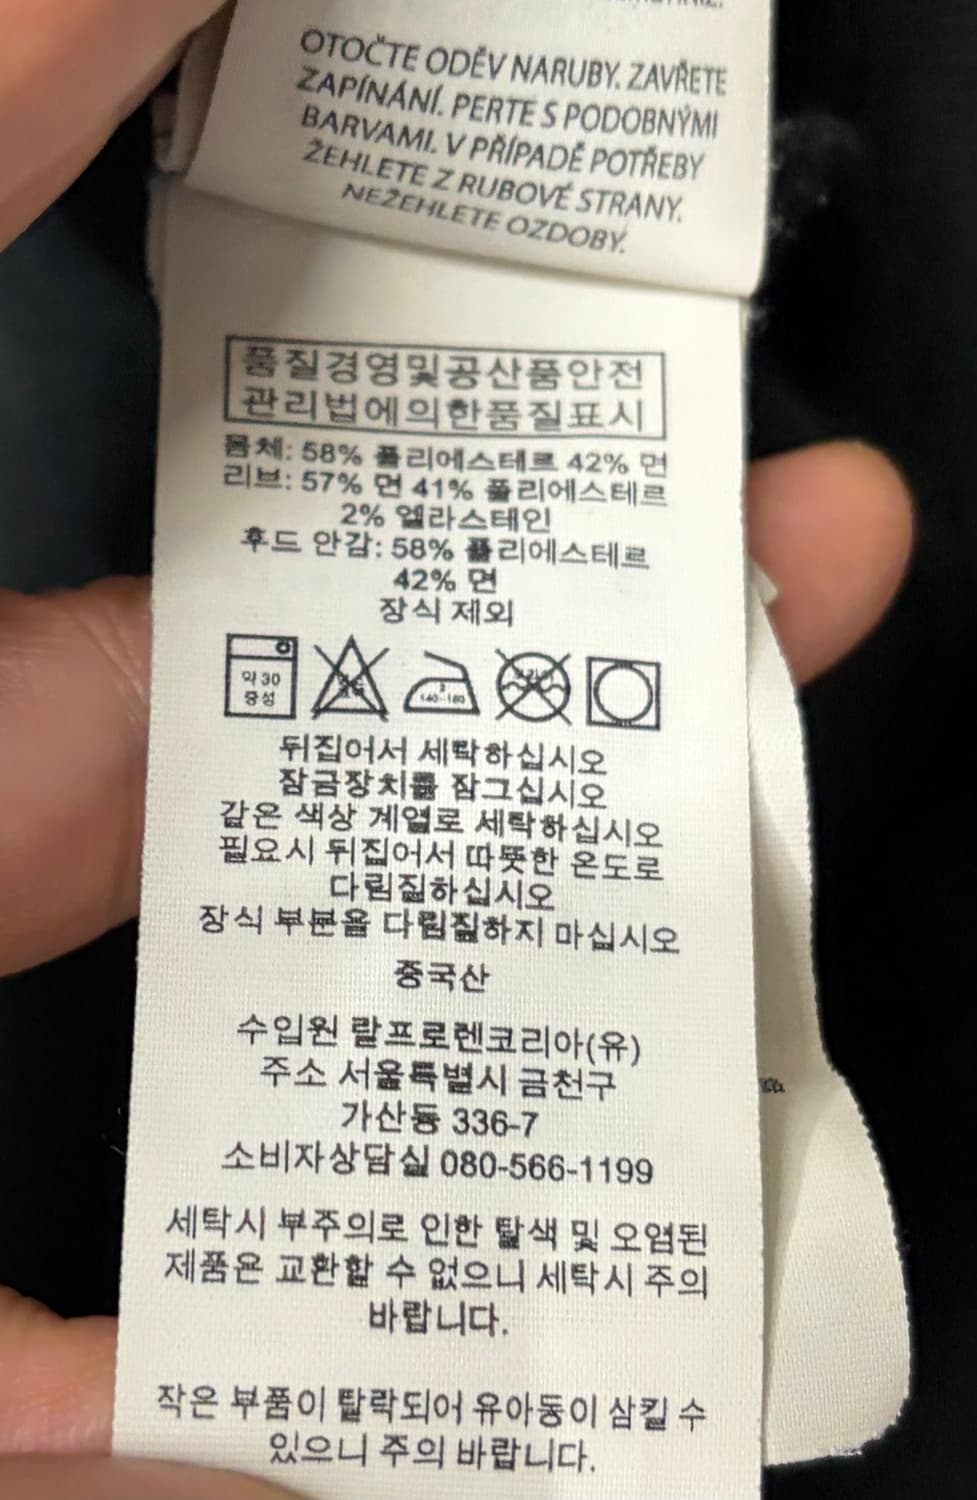 OTOČTE ODĚV NARUBY. ZAVŘETE
ZAPÍNÁNÍ. PERTE S PODOBNÝMI
BARVAMI. V PŘÍPADĚ POTŘEBY
ŽEHLETE Z RUBOVÉ STRANY.
NEŽEHLETE OZDOBY.
품질경영및공산품안전
관리법에의한품질표시
몸체: 58% 폴리에스테르 42% 면
리브: 57% 면 41% 폴리에스테르
2% 엘라스테인
후드 안감: 58% 폴리에스테르
42% 면
장식 제외
약 30
중성
140~160
뒤집어서 세탁하십시오
잠금장치를 잠그십시오
같은 색상 계열로 세탁하십시오
필요시 뒤집어서 따뜻한 온도로
다림질하십시오
장식 부분을 다림질하지 마십시오
중국산
수입원 랄프로렌코리아(유)
주소 서울특별시 금천구
가산동 336-7
소비자상담실 080-566-1199
세탁시 부주의로 인한 탈색 및 오염된
제품은 교환할 수 없으니 세탁시 주의
바랍니다.
작은 부품이 탈락되어 유아동이 삼킬 수
있으니 주의 바랍니다.